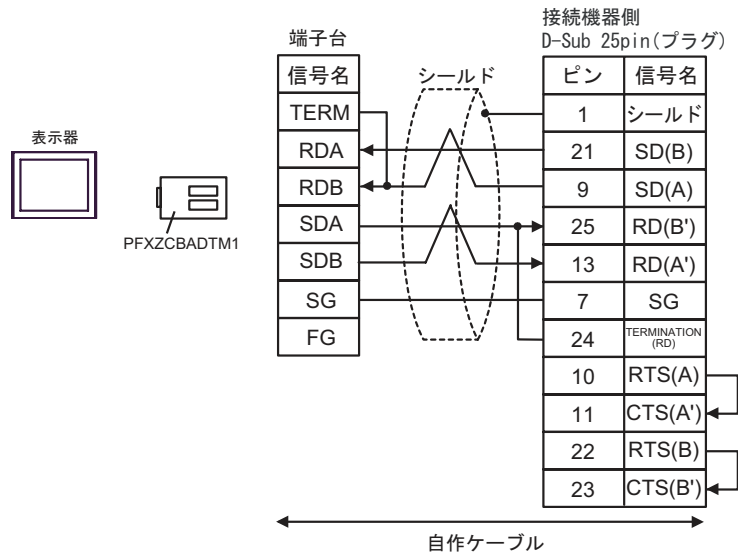 接続機器側
端子台
D-Sub 25pin(プラグ)
信号名
シールド
ピン
信号名
TERM
1
シールド
表示器
RDA
21
SD(B)
RDB
9
SD(A)
PFXZCBADTM1
SDA
25
RD(B')
SDB
13
RD(A')
SG
7
SG
FG
24
TERMINATION
(RD)
10
RTS(A)
11
CTS(A')
22
RTS(B)
23
CTS(B')
自作ケーブル